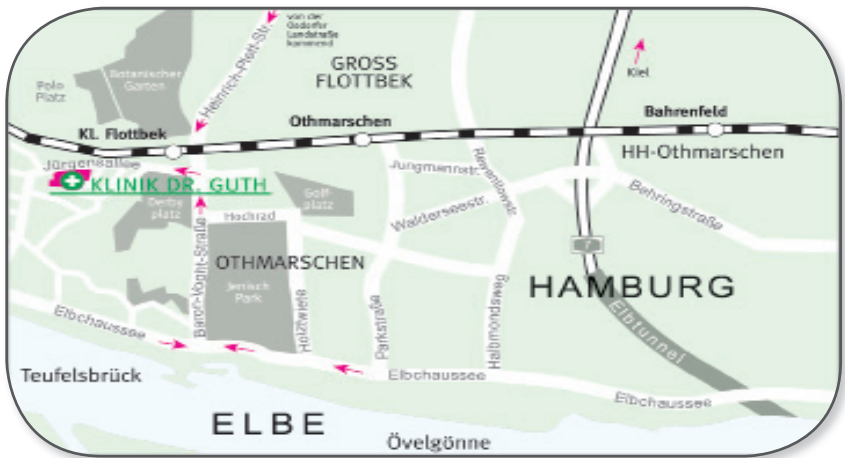 von der
Osdorfer
Landstraße
kommend
GROSS
FLOTTBEK
Kiel
Heinrich-Plett-Str.
Botanischer
Garten
Polo
Platz
Kl. Flottbek
Othmarschen
Bahrenfeld
HH-Othmarschen
Jürgensallee
KLINIK DR. GUTH
Derby
platz
Golf-
platz
Jungmannstr.
Reventlowstr.
Walderseestr.
Behringstraße
Hochrad
Baron-Voght-Straße
OTHMARSCHEN
Jenisch
Park
Holztwiete
Parkstraße
Halbmondsweg
7
HAMBURG
Elbtunnel
Elbchaussee
Elbchaussee
Elbchaussee
Teufelsbrück
ELBE
Övelgönne